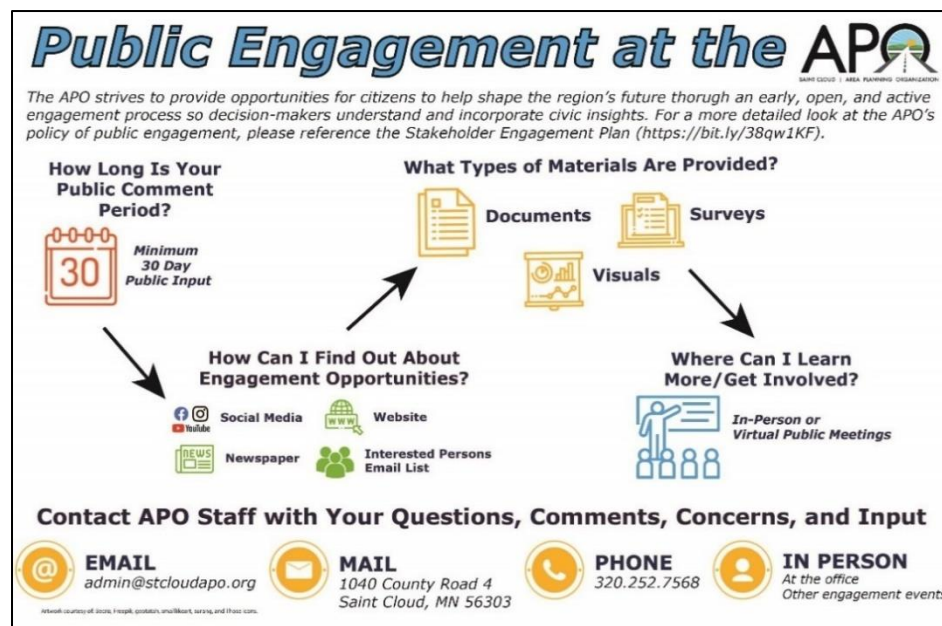 Public Engagement at the APO
SAINT CLOUD | AREA PLANNING ORGANIZATION
The APO strives to provide opportunities for citizens to help shape the region's future thorugh an early, open, and active
engagement process so decision-makers understand and incorporate civic insights. For a more detailed look at the APO's
policy of public engagement, please reference the Stakeholder Engagement Plan (https://bit.ly/38qw1KF).
How Long Is Your
Public Comment
Period?
30
Minimum
30 Day
Public Input
How Can I Find Out About
Engagement Opportunities?
YouTube
Social Media
WWW
Website
NEWS
Newspaper
Interested Persons
Email List
What Types of Materials Are Provided?
Documents
Surveys
Visuals
Where Can I Learn
More/Get Involved?
In-Person or
Virtual Public Meetings
Contact APO Staff with Your Questions, Comments, Concerns, and Input
@
EMAIL
admin@stcloudapo.org
MAIL
1040 County Road 4
Saint Cloud, MN 56303
PHONE
320.252.7568
IN PERSON
At the office
Other engagement events
Artwork courtesy of: Freepik, and icons.